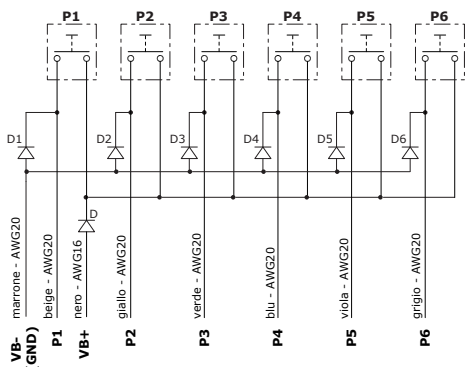 P1 P2 P3 P4 P5 P6
D1 D2 D3 D4 D5 D6
D
marrone - AWG20
beige - AWG20
nero - AWG16
giallo - AWG20
verde - AWG20
blu - AWG20
viola - AWG20
grigio - AWG20
VB-
(GND)
P1
VB+
P2
P3
P4
P5
P6